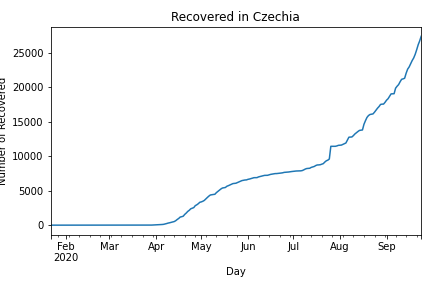 Recovered in Czechia
Number of Recovered
25000
20000
15000
10000
5000
0
Feb Mar Apr May Jun Jul Aug Sep
2020
Day